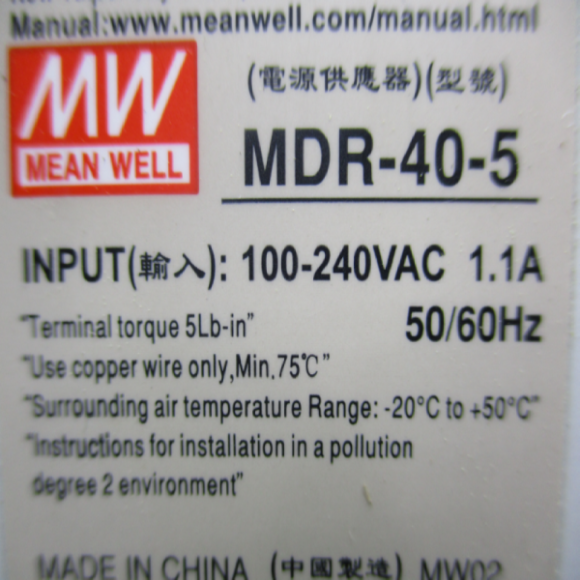 Manual:www.meanwell.com/manual.html
MW
MEAN WELL
(電源供應器)(型號)
MDR-40-5
INPUT(輸入): 100-240VAC 1.1A
50/60Hz
"Terminal torque 5Lb-in"
"Use copper wire only,Min.75℃"
"Surrounding air temperature Range: -20°C to +50°C"
"Instructions for installation in a pollution
degree 2 environment"
MADE IN CHINA (中國製造) MW02